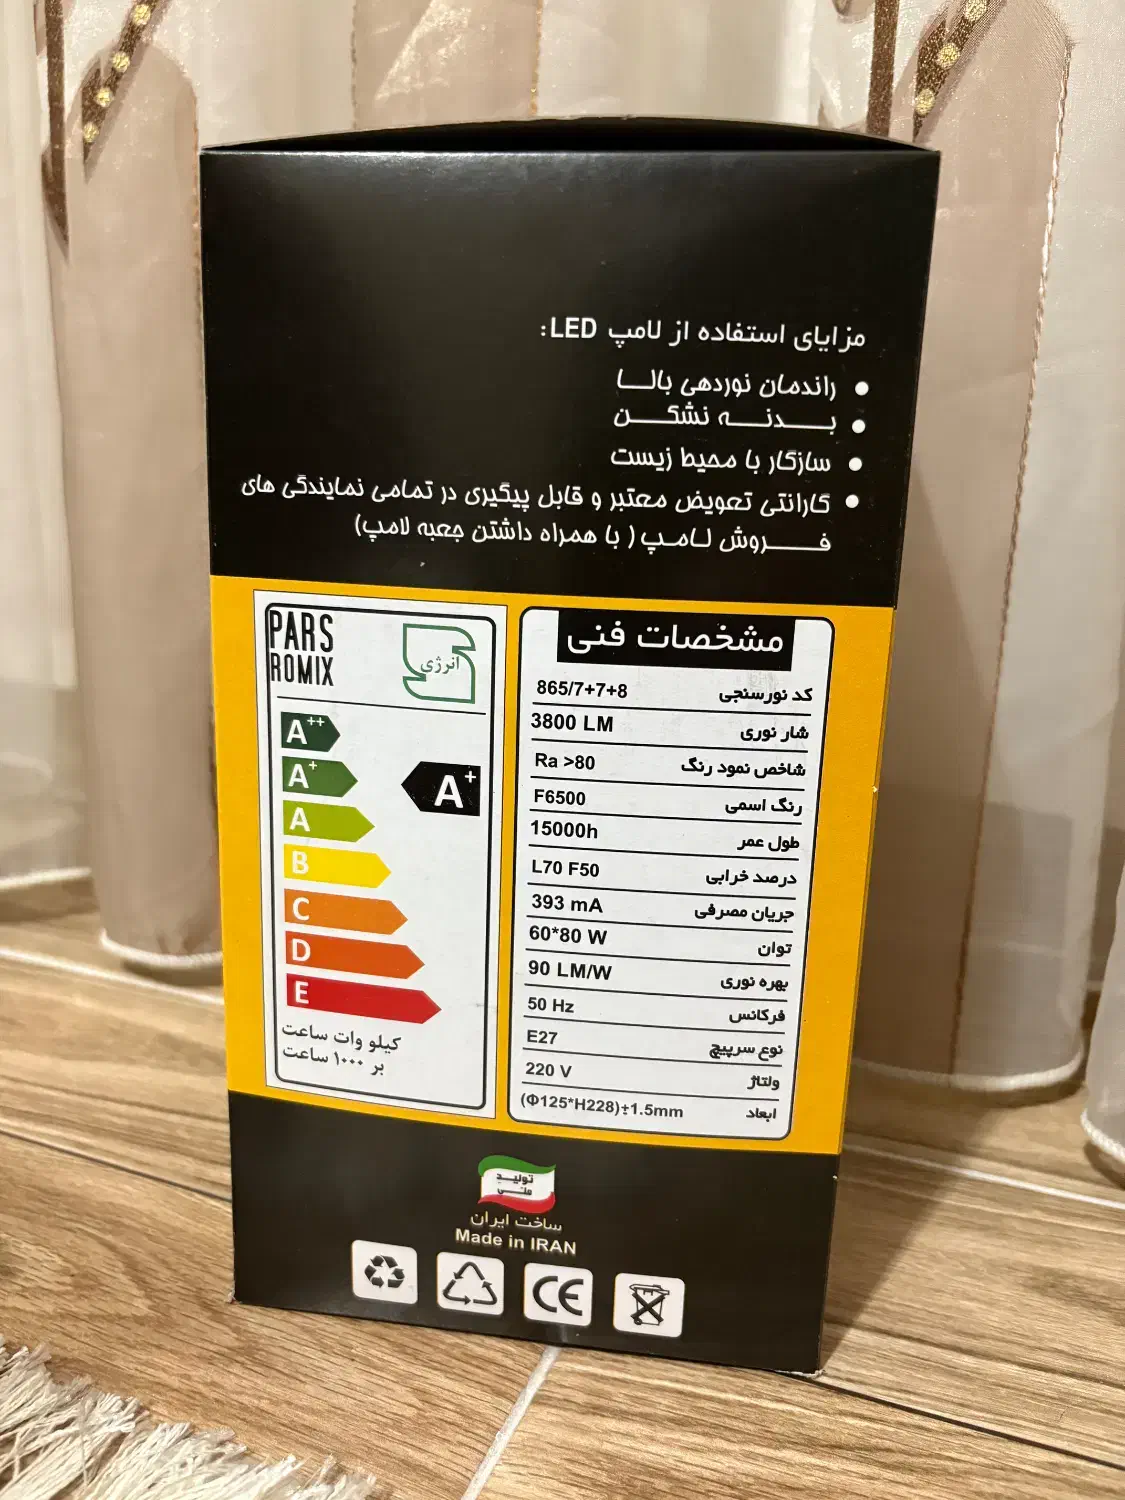 مزایای استفاده از لامپ LED:
● راندمان نوردهی بالا
● بدنه نشکن
● سازگار با محیط زیست
● گارانتی تعویض معتبر و قابل پیگیری در تمامی نمایندگی های
فروش لامپ ( با همراه داشتن جعبه لامپ)
مشخصات فنی
کد نورسنجی 865/7+7+8
شار نوری 3800 LM
شاخص نمود رنگ Ra >80
رنگ اسمی F6500
طول عمر 15000h
درصد خرابی L70 F50
جریان مصرفی 393 mA
توان 60*80 W
بهره نوری 90 LM/W
فرکانس 50 Hz
نوع سرپیچ E27
ولتاژ 220 V
ابعاد (Φ125*H228)±1.5mm
PARS
ROMIX
انرژی
A++
A+
A+
A
B
C
D
E
کیلو وات ساعت
بر ۱۰۰۰ ساعت
تولید
ملی
ساخت ایران
Made in IRAN
CE